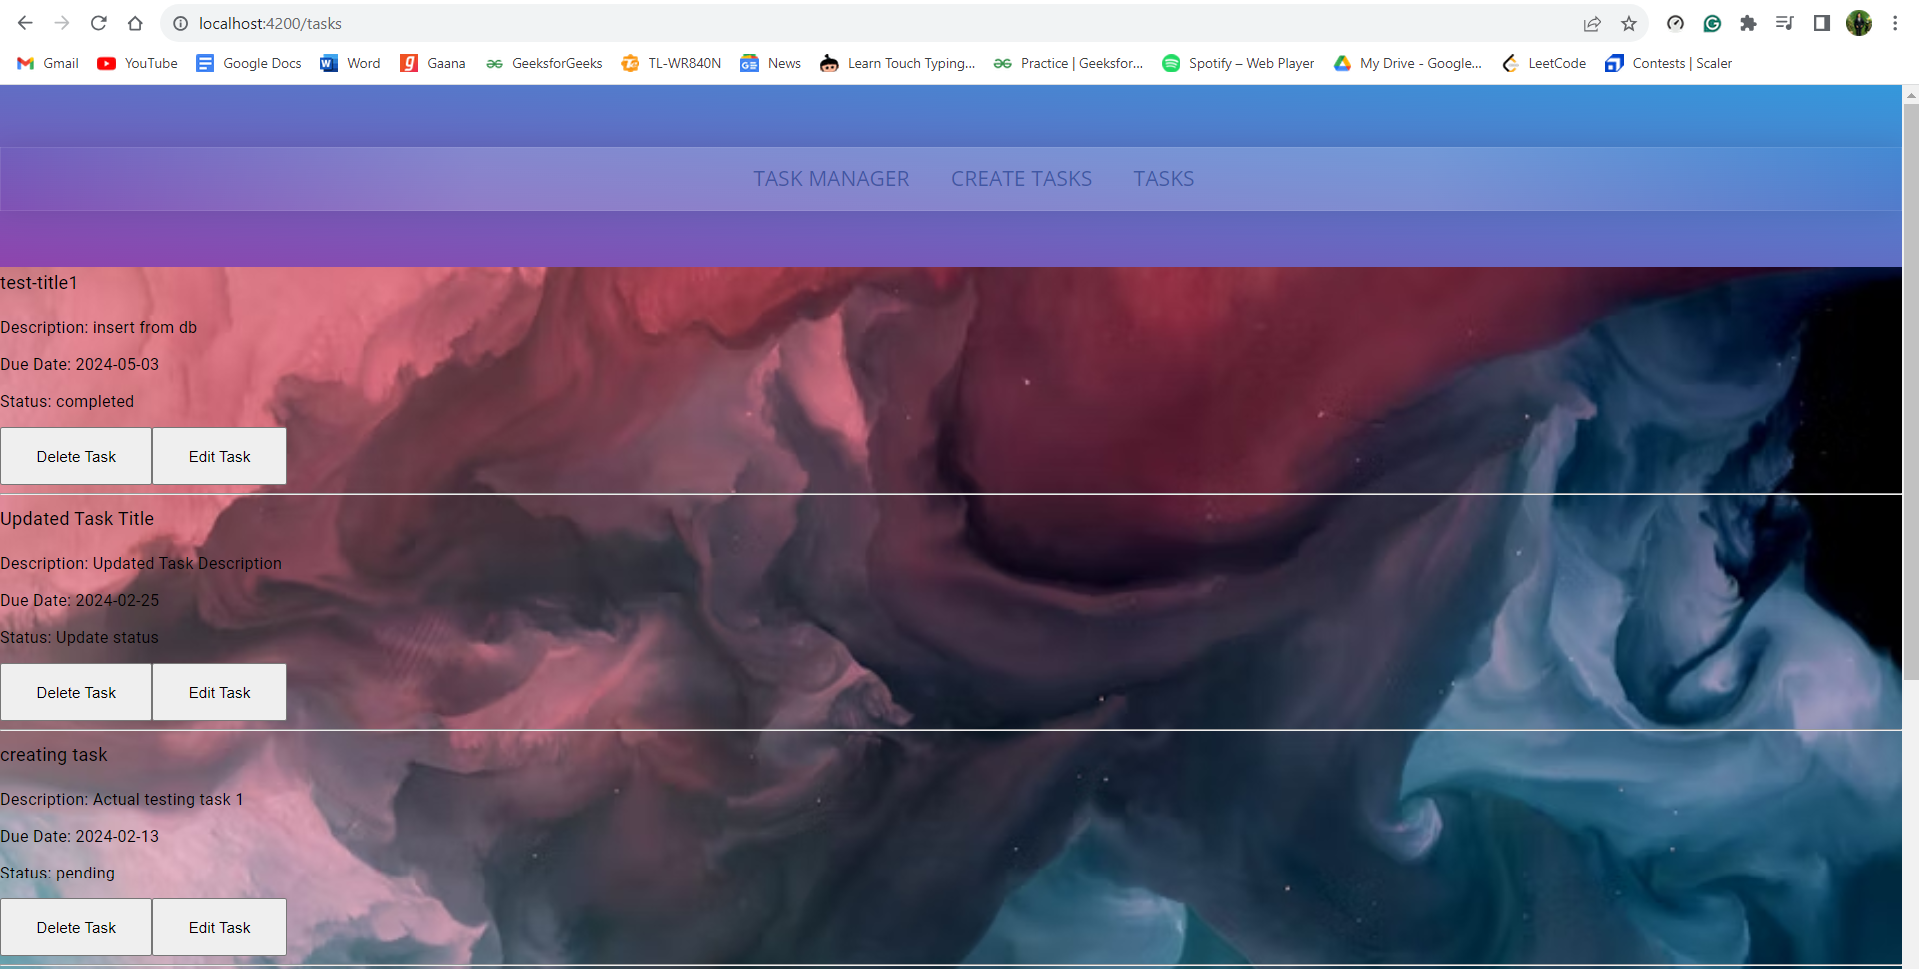 localhost:4200/tasks
Gmail YouTube Google Docs Word Gaana GeeksforGeeks TL-WR840N News Learn Touch Typing... Practice | Geeksfor... Spotify – Web Player My Drive - Google... LeetCode Contests | Scaler
TASK MANAGER CREATE TASKS TASKS
test-title1
Description: insert from db
Due Date: 2024-05-03
Status: completed
Delete Task Edit Task
Updated Task Title
Description: Updated Task Description
Due Date: 2024-02-25
Status: Update status
Delete Task Edit Task
creating task
Description: Actual testing task 1
Due Date: 2024-02-13
Status: pending
Delete Task Edit Task